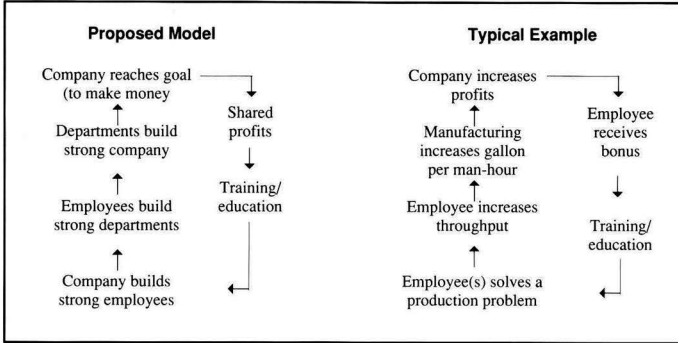 Proposed Model
Company reaches goal
(to make money
Shared
profits
Departments build
strong company
Training/
education
Employees build
strong departments
Company builds
strong employees
Typical Example
Company increases
profits
Employee
receives
bonus
Manufacturing
increases gallon
per man-hour
Employee increases
throughput
Training/
education
Employee(s) solves a
production problem